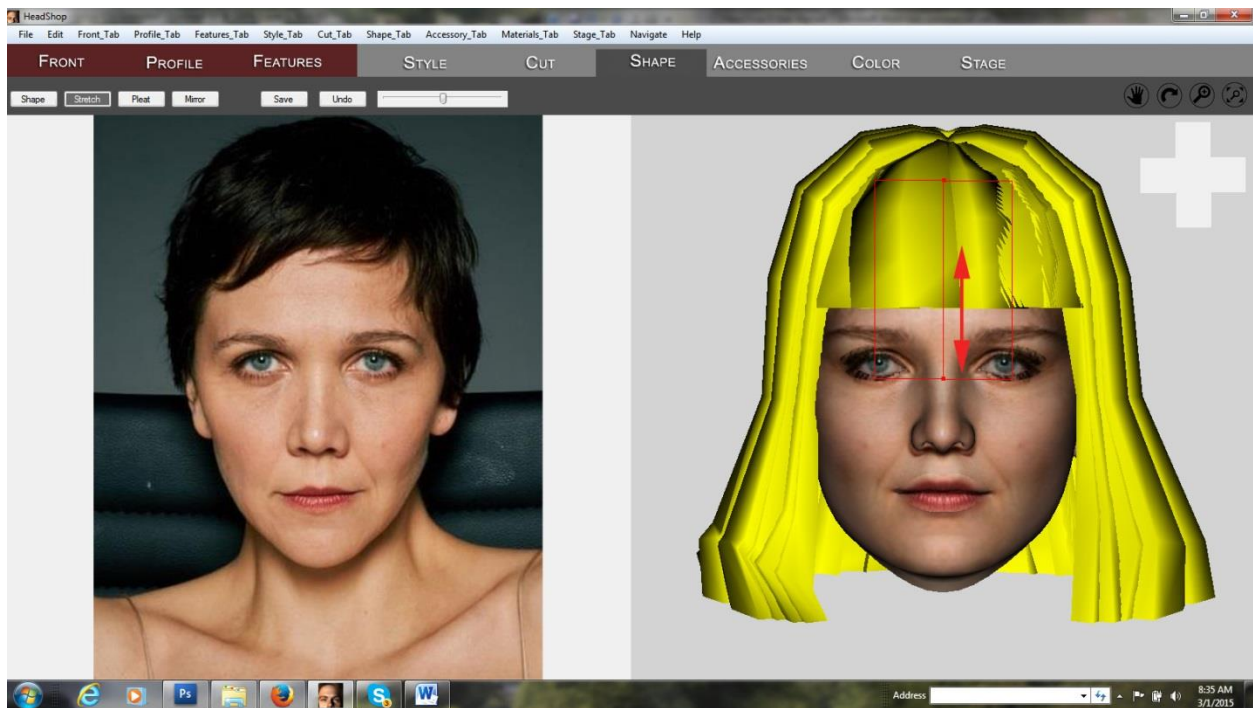 HeadShop
File Edit Front_Tab Profile_Tab Features_Tab Style_Tab Cut_Tab Shape_Tab Accessory_Tab Materials_Tab Stage_Tab Navigate Help
FRONT PROFILE FEATURES STYLE CUT SHAPE ACCESSORIES COLOR STAGE
Shape Stretch Pleat Mirror Save Undo
Ps S W Address 8:35 AM
3/1/2015